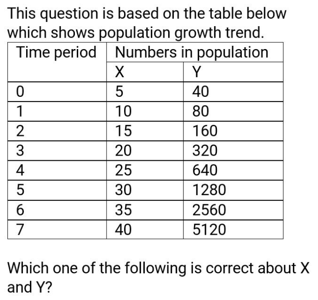 This question is based on the table below
which shows population growth trend.
Time period Numbers in population
X Y
0 5 40
1 10 80
2 15 160
3 20 320
4 25 640
5 30 1280
6 35 2560
7 40 5120
Which one of the following is correct about X
and Y?